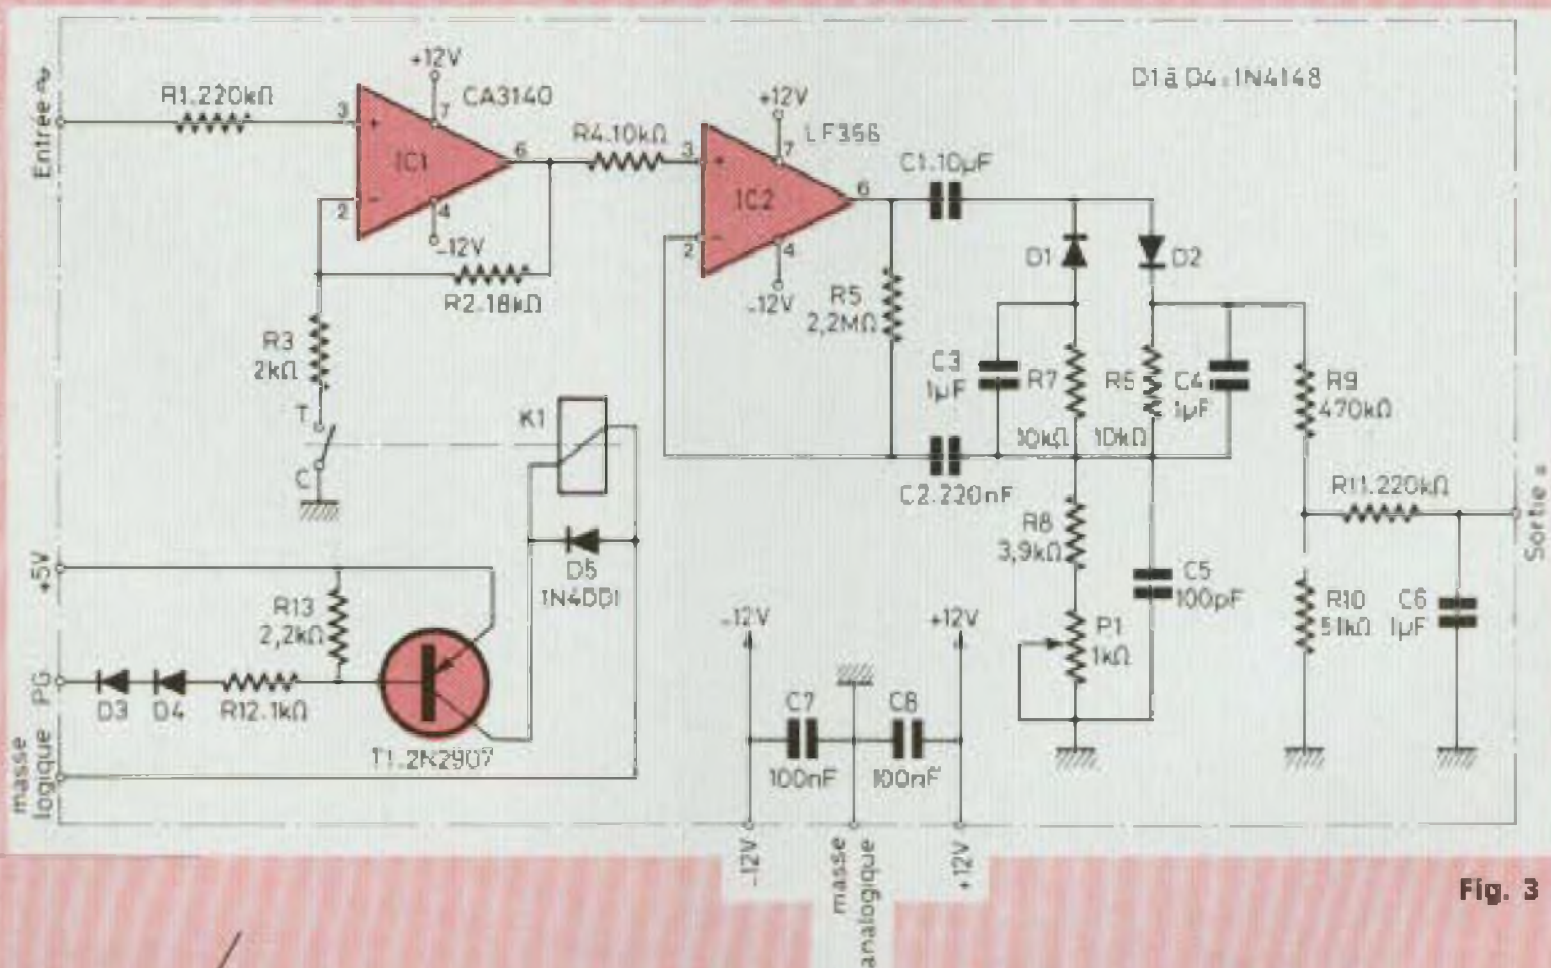 Entrée ~
R1.220kΩ
+12V
CA3140
3
+
7
IC1
6
2
-
4
-12V
R2.18kΩ
R3
2kΩ
T
C
K1
R4.10kΩ
+12V
LF356
3
+
7
IC2
6
2
-
4
-12V
R5
2,2MΩ
C1.10µF
D1 à D4 : 1N4148
D1
D2
C3
1µF
R7
10kΩ
R6
10kΩ
C4
1µF
R9
470kΩ
C2.220nF
R8
3,9kΩ
P1
1kΩ
C5
100pF
R11.220kΩ
R10
51kΩ
C6
1µF
Sortie =
+5V
R13
2,2kΩ
D5
1N4001
PG
D3
D4
R12.1kΩ
T1.2N2907
masse
logique
-12V
+12V
C7
100nF
C8
100nF
-12V
masse
analogique
+12V
Fig. 3